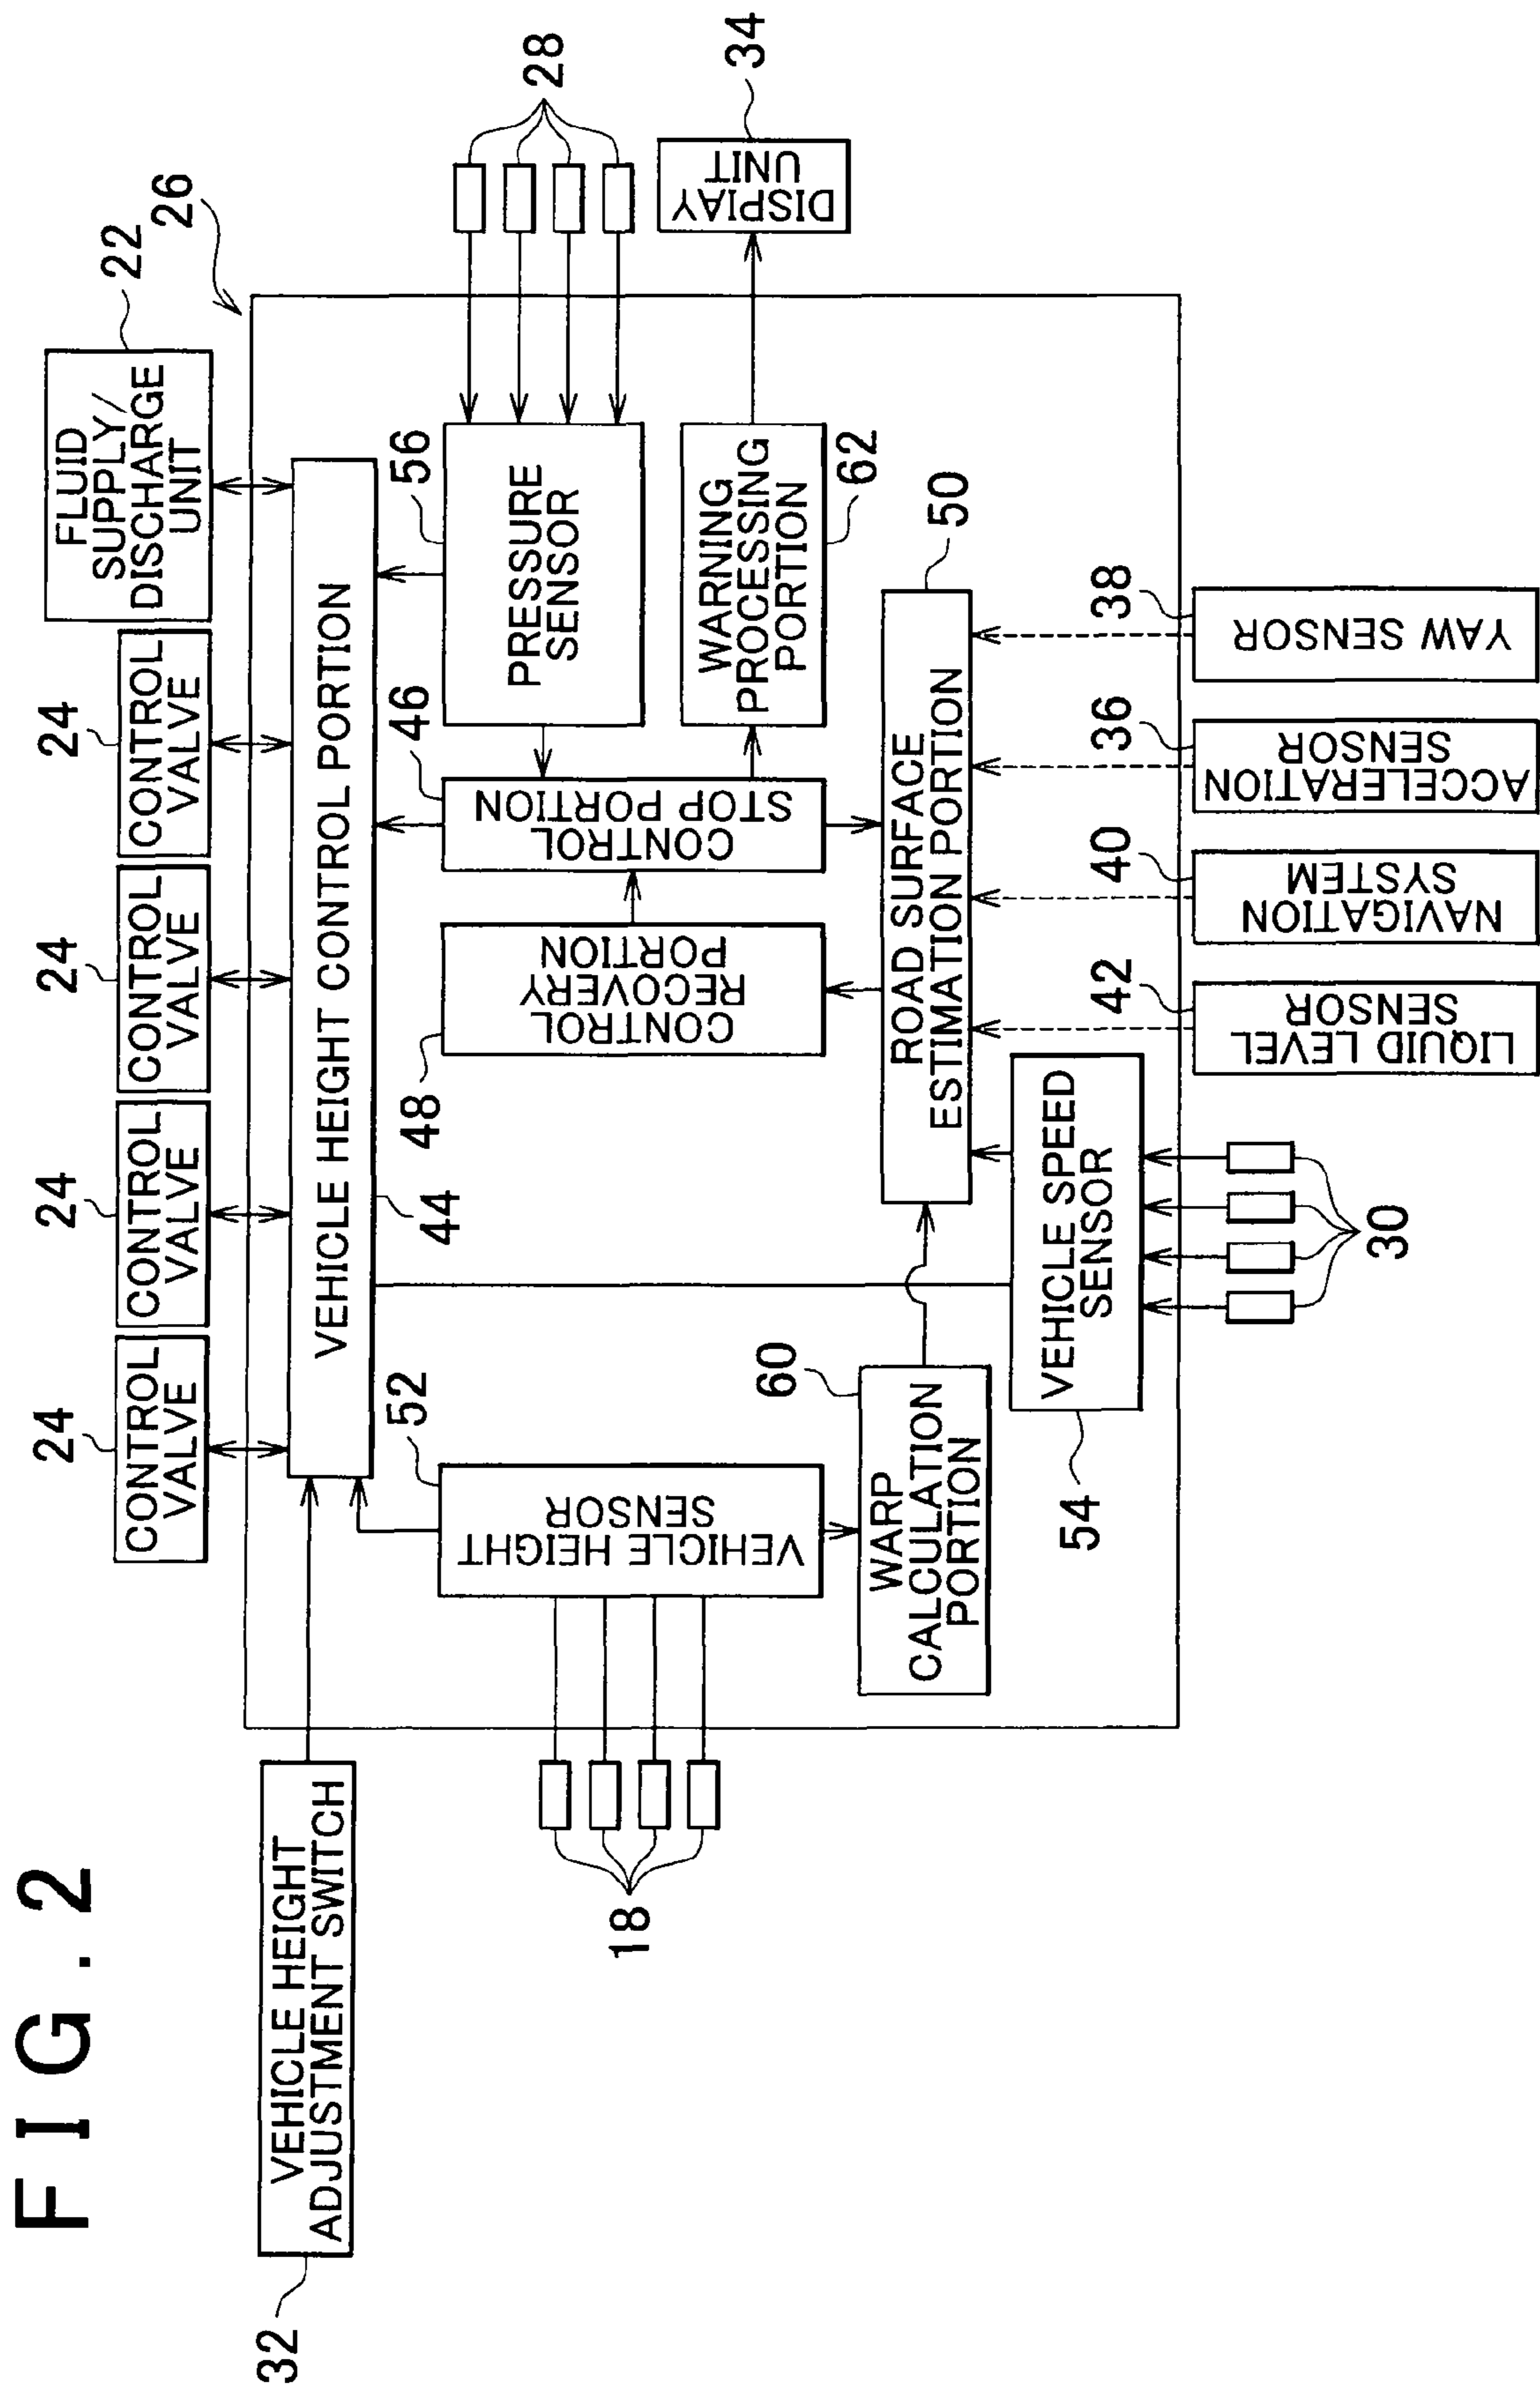 FIG. 2
24
24
24
24
22
26
CONTROL
VALVE
CONTROL
VALVE
CONTROL
VALVE
CONTROL
VALVE
FLUID
SUPPLY/
DISCHARGE
UNIT
32
VEHICLE HEIGHT
ADJUSTMENT SWITCH
VEHICLE HEIGHT CONTROL PORTION
44
52
48
46
56
28
18
VEHICLE HEIGHT
SENSOR
CONTROL
RECOVERY
PORTION
CONTROL
STOP PORTION
PRESSURE
SENSOR
34
60
WARP
CALCULATION
PORTION
WARNING
PROCESSING
PORTION
62
DISPIAY
UNIT
ROAD SURFACE
ESTIMATION PORTION
50
54
VEHICLE SPEED
SENSOR
30
42
40
36
38
LIQUID LEVEL
SENSOR
NAVIGATION
SYSTEM
ACCELERATION
SENSOR
YAW SENSOR